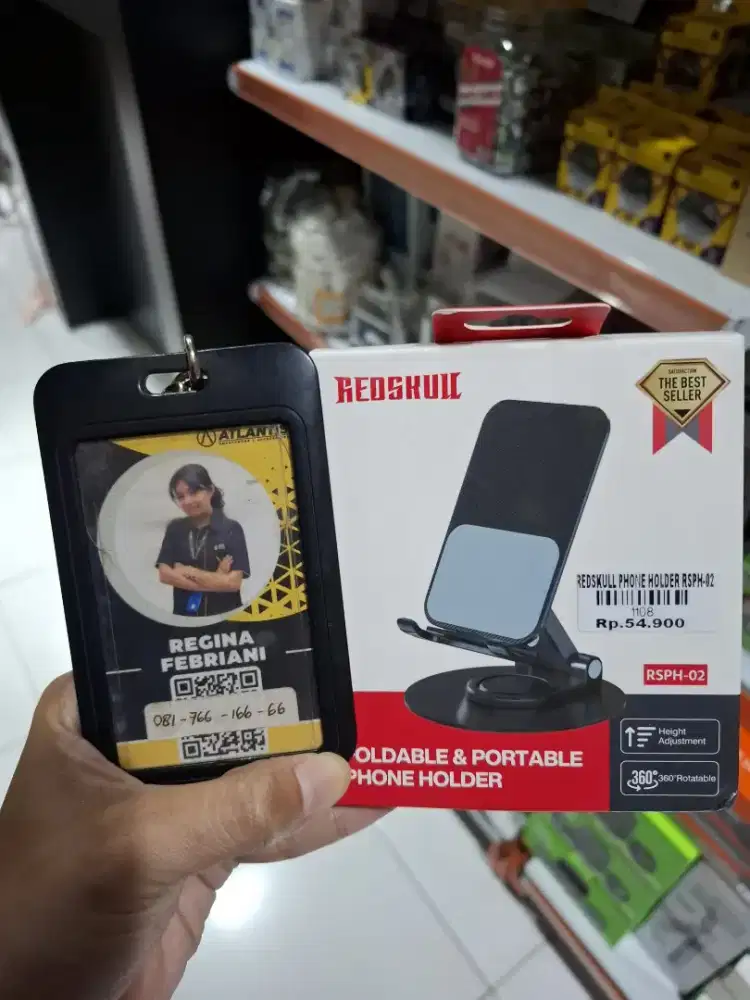 ATLANTIS
REGINA
FEBRIANI
081-766-166-66
REDSKULL
SATISFACTION
THE BEST
SELLER
REDSKULL PHONE HOLDER RSPH-02
1108
Rp.54.900
RSPH-02
OLDABLE & PORTABLE
PHONE HOLDER
Height
Adjustment
360°
360°Rotatable